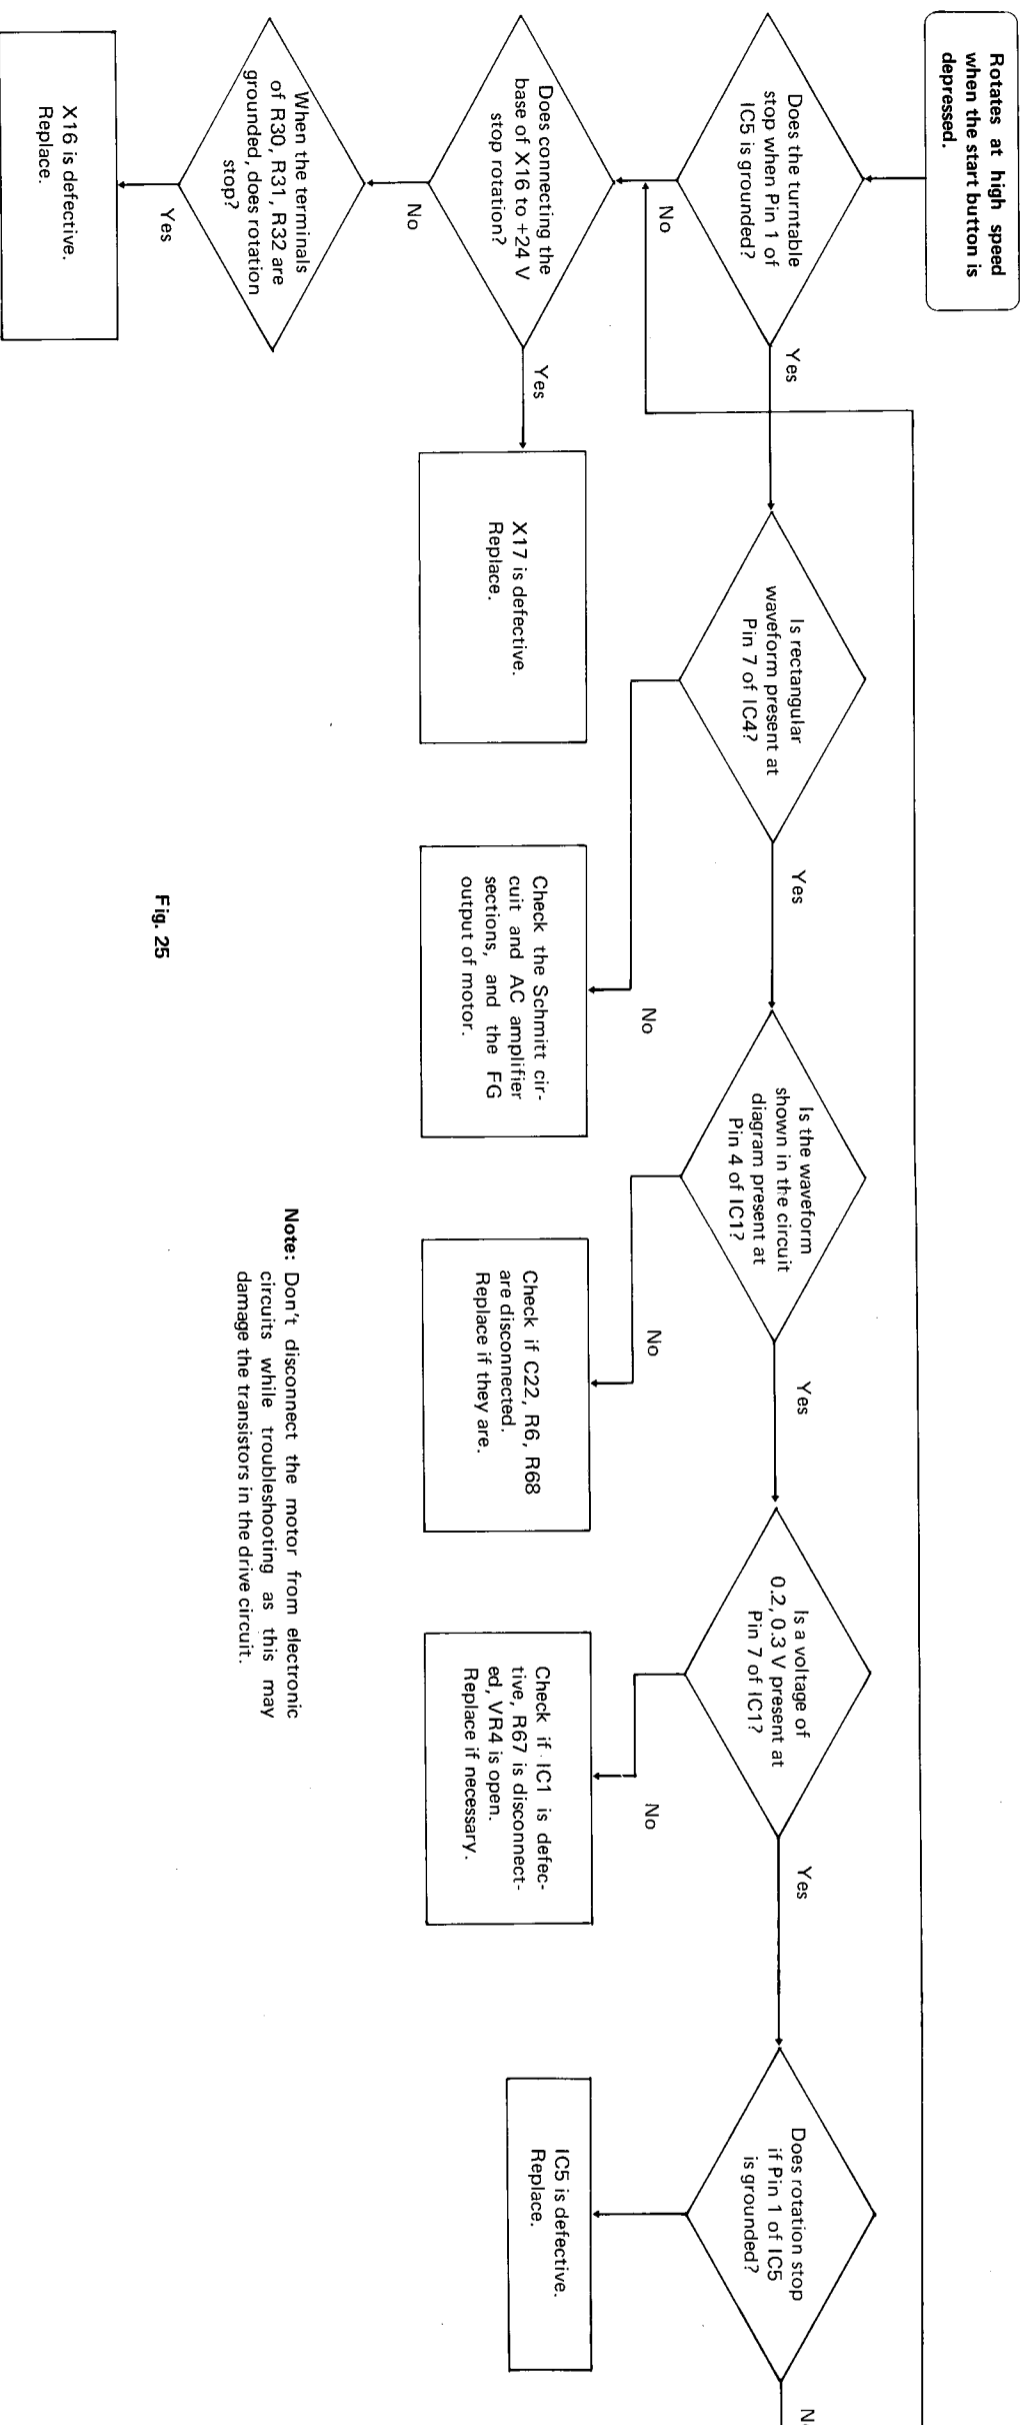 Rotates at high speed
when the start button is
depressed.
Does the turntable
stop when Pin 1 of
IC5 is grounded?
Yes
No
Is rectangular
waveform present at
Pin 7 of IC4?
Yes
No
Is the waveform
shown in the circuit
diagram present at
Pin 4 of IC1?
Yes
No
Is a voltage of
0.2, 0.3 V present at
Pin 7 of IC1?
Yes
No
Does rotation stop
if Pin 1 of IC5
is grounded?
Does connecting the
base of X16 to +24 V
stop rotation?
Yes
No
X17 is defective.
Replace.
Check the Schmitt cir-
cuit and AC amplifier
sections, and the FG
output of motor.
Check if C22, R6, R68
are disconnected.
Replace if they are.
Check if IC1 is defec-
tive, R67 is disconnect-
ed, VR4 is open.
Replace if necessary.
IC5 is defective.
Replace.
When the terminals
of R30, R31, R32 are
grounded, does rotation
stop?
Yes
X16 is defective.
Replace.
Note: Don't disconnect the motor from electronic
circuits while troubleshooting as this may
damage the transistors in the drive circuit.
Fig. 25